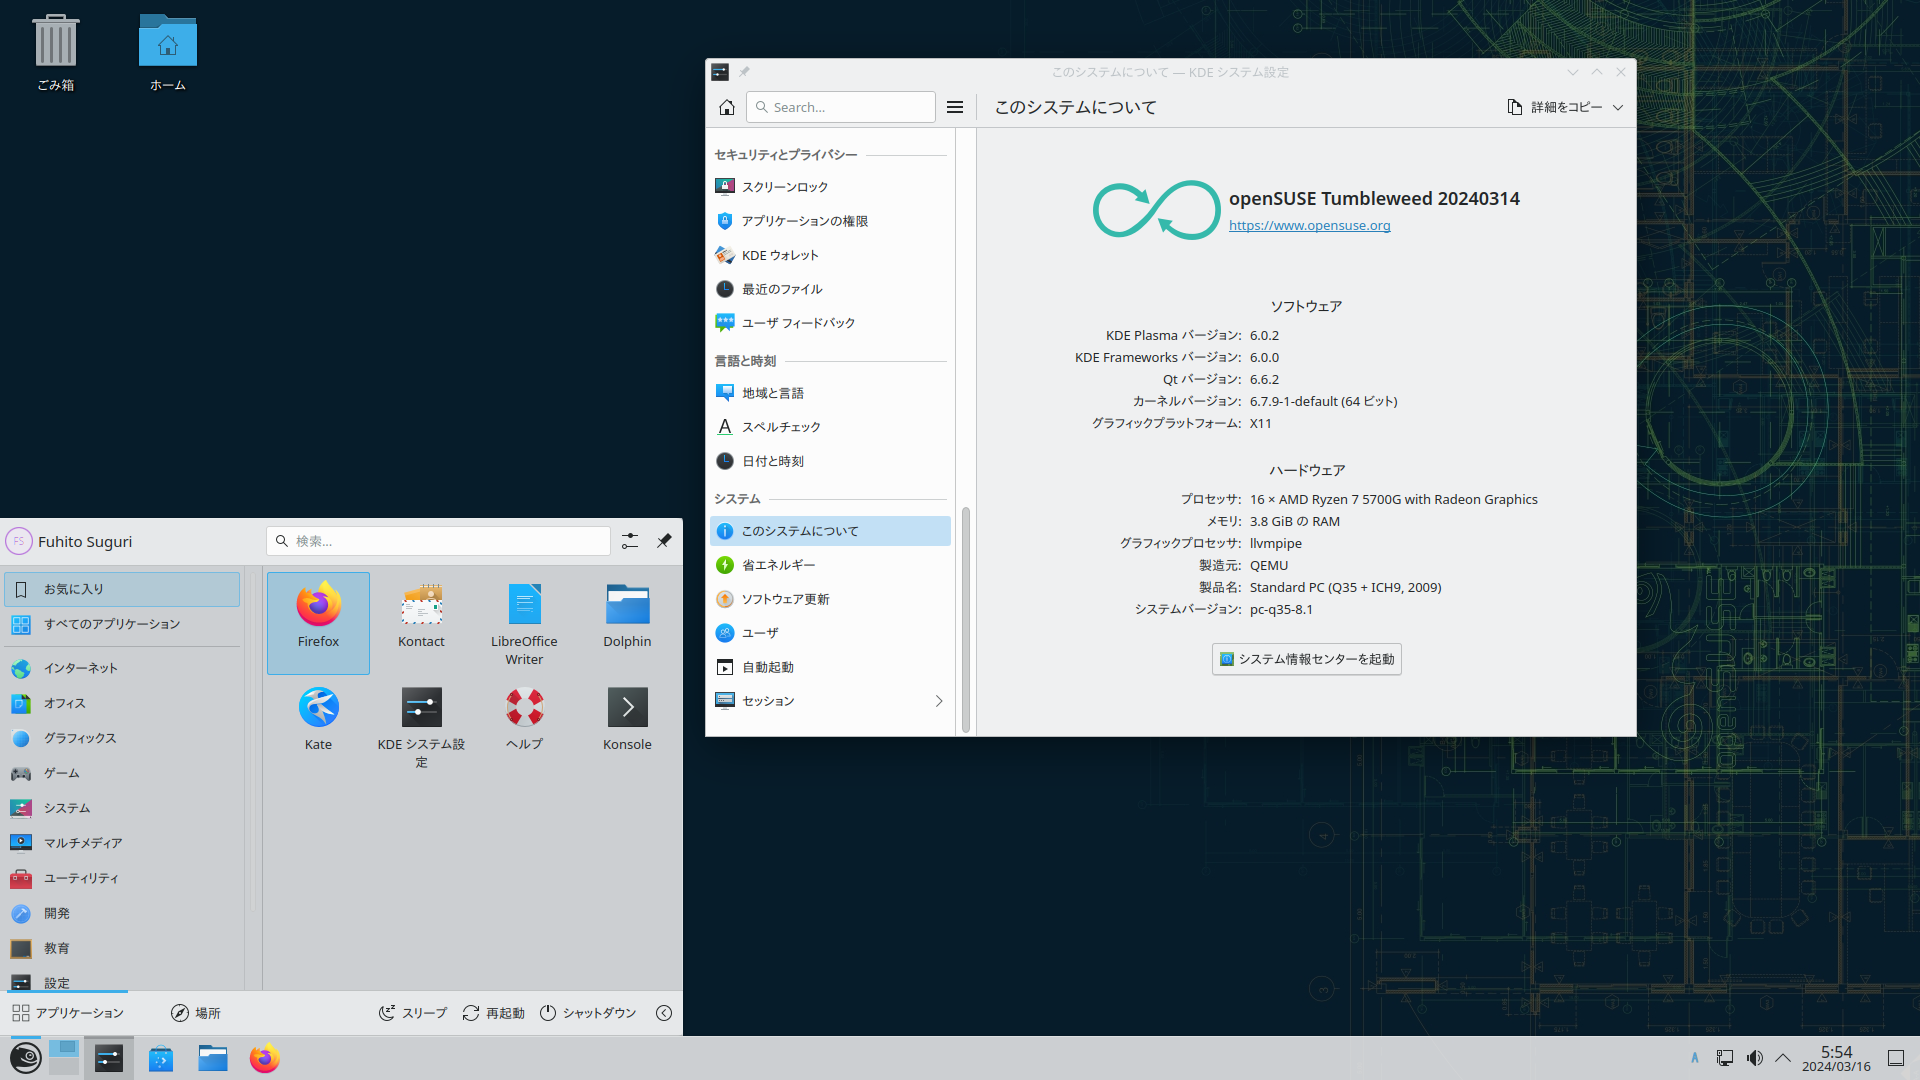 ごみ箱
ホーム
このシステムについて — KDE システム設定
Search...
このシステムについて
詳細をコピー
セキュリティとプライバシー
スクリーンロック
アプリケーションの権限
KDE ウォレット
最近のファイル
ユーザ フィードバック
言語と時刻
地域と言語
スペルチェック
日付と時刻
システム
このシステムについて
省エネルギー
ソフトウェア更新
ユーザ
自動起動
セッション
openSUSE Tumbleweed 20240314
https://www.opensuse.org
ソフトウェア
KDE Plasma バージョン: 6.0.2
KDE Frameworks バージョン: 6.0.0
Qt バージョン: 6.6.2
カーネルバージョン: 6.7.9-1-default (64 ビット)
グラフィックプラットフォーム: X11
ハードウェア
プロセッサ: 16 × AMD Ryzen 7 5700G with Radeon Graphics
メモリ: 3.8 GiB の RAM
グラフィックプロセッサ: llvmpipe
製造元: QEMU
製品名: Standard PC (Q35 + ICH9, 2009)
システムバージョン: pc-q35-8.1
システム情報センターを起動
FS
Fuhito Suguri
検索...
お気に入り
すべてのアプリケーション
インターネット
オフィス
グラフィックス
ゲーム
システム
マルチメディア
ユーティリティ
開発
教育
設定
Firefox
Kontact
LibreOffice
Writer
Dolphin
Kate
KDE システム設
定
ヘルプ
Konsole
アプリケーション
場所
スリープ
再起動
シャットダウン
A
5:54
2024/03/16
openSUSE
4
3